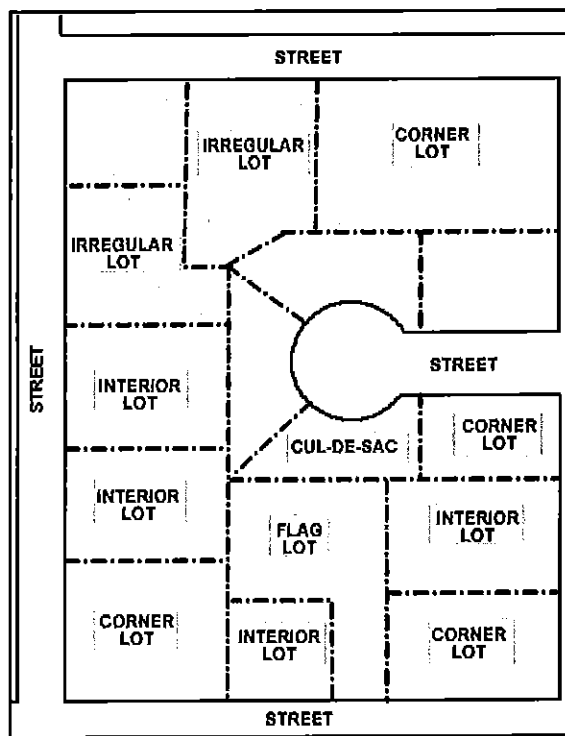 STREET
IRREGULAR
LOT
CORNER
LOT
IRREGULAR
LOT
STREET
INTERIOR
LOT
STREET
CUL-DE-SAC
CORNER
LOT
INTERIOR
LOT
FLAG
LOT
INTERIOR
LOT
CORNER
LOT
INTERIOR
LOT
CORNER
LOT
STREET